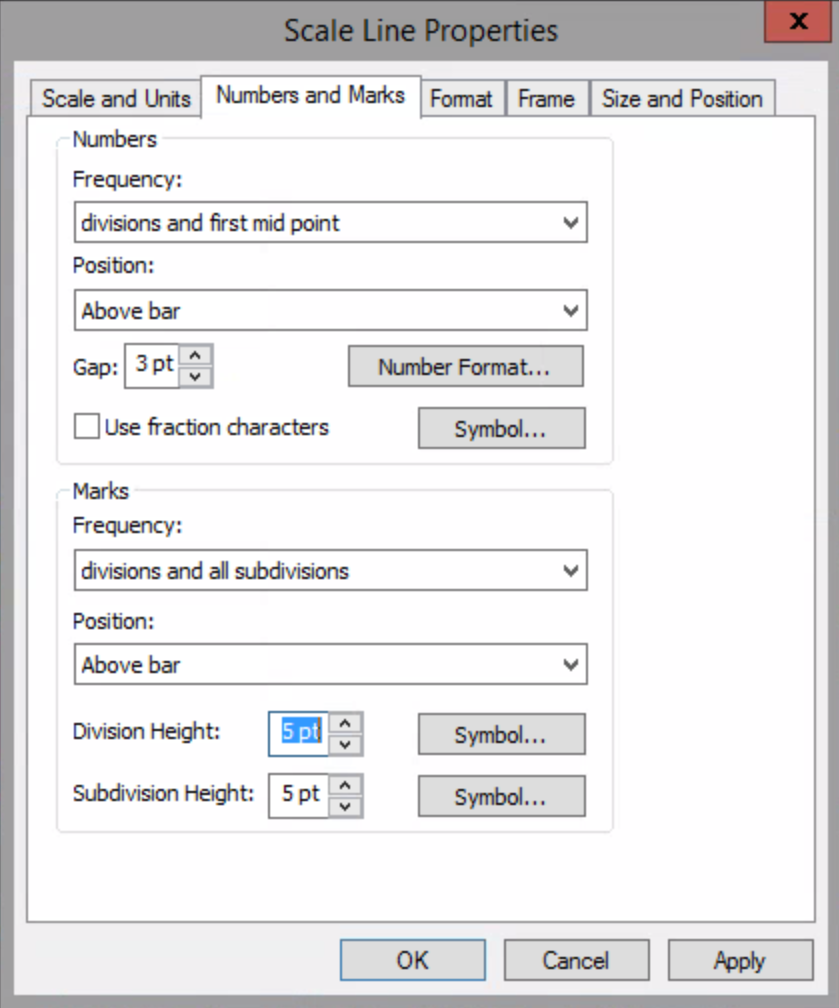 Scale Line Properties
x
Scale and Units Numbers and Marks Format Frame Size and Position
Numbers
Frequency:
divisions and first mid point
Position:
Above bar
Gap: 3 pt Number Format...
Use fraction characters Symbol...
Marks
Frequency:
divisions and all subdivisions
Position:
Above bar
Division Height: 5 pt Symbol...
Subdivision Height: 5 pt Symbol...
OK Cancel Apply